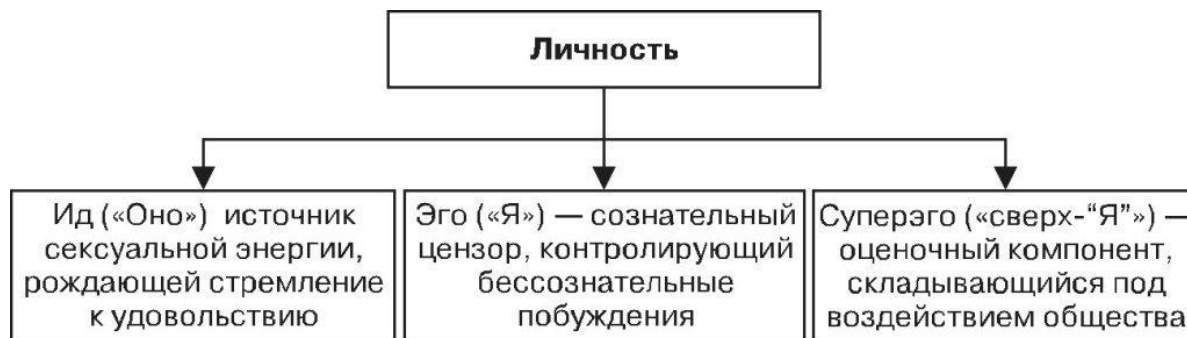 Личность
Ид («Оно») источник
сексуальной энергии,
рождающей стремление
к удовольствию
Эго («Я») — сознательный
цензор, контролирующий
бессознательные
побуждения
Суперэго («сверх-“Я”») —
оценочный компонент,
складывающийся под
воздействием общества